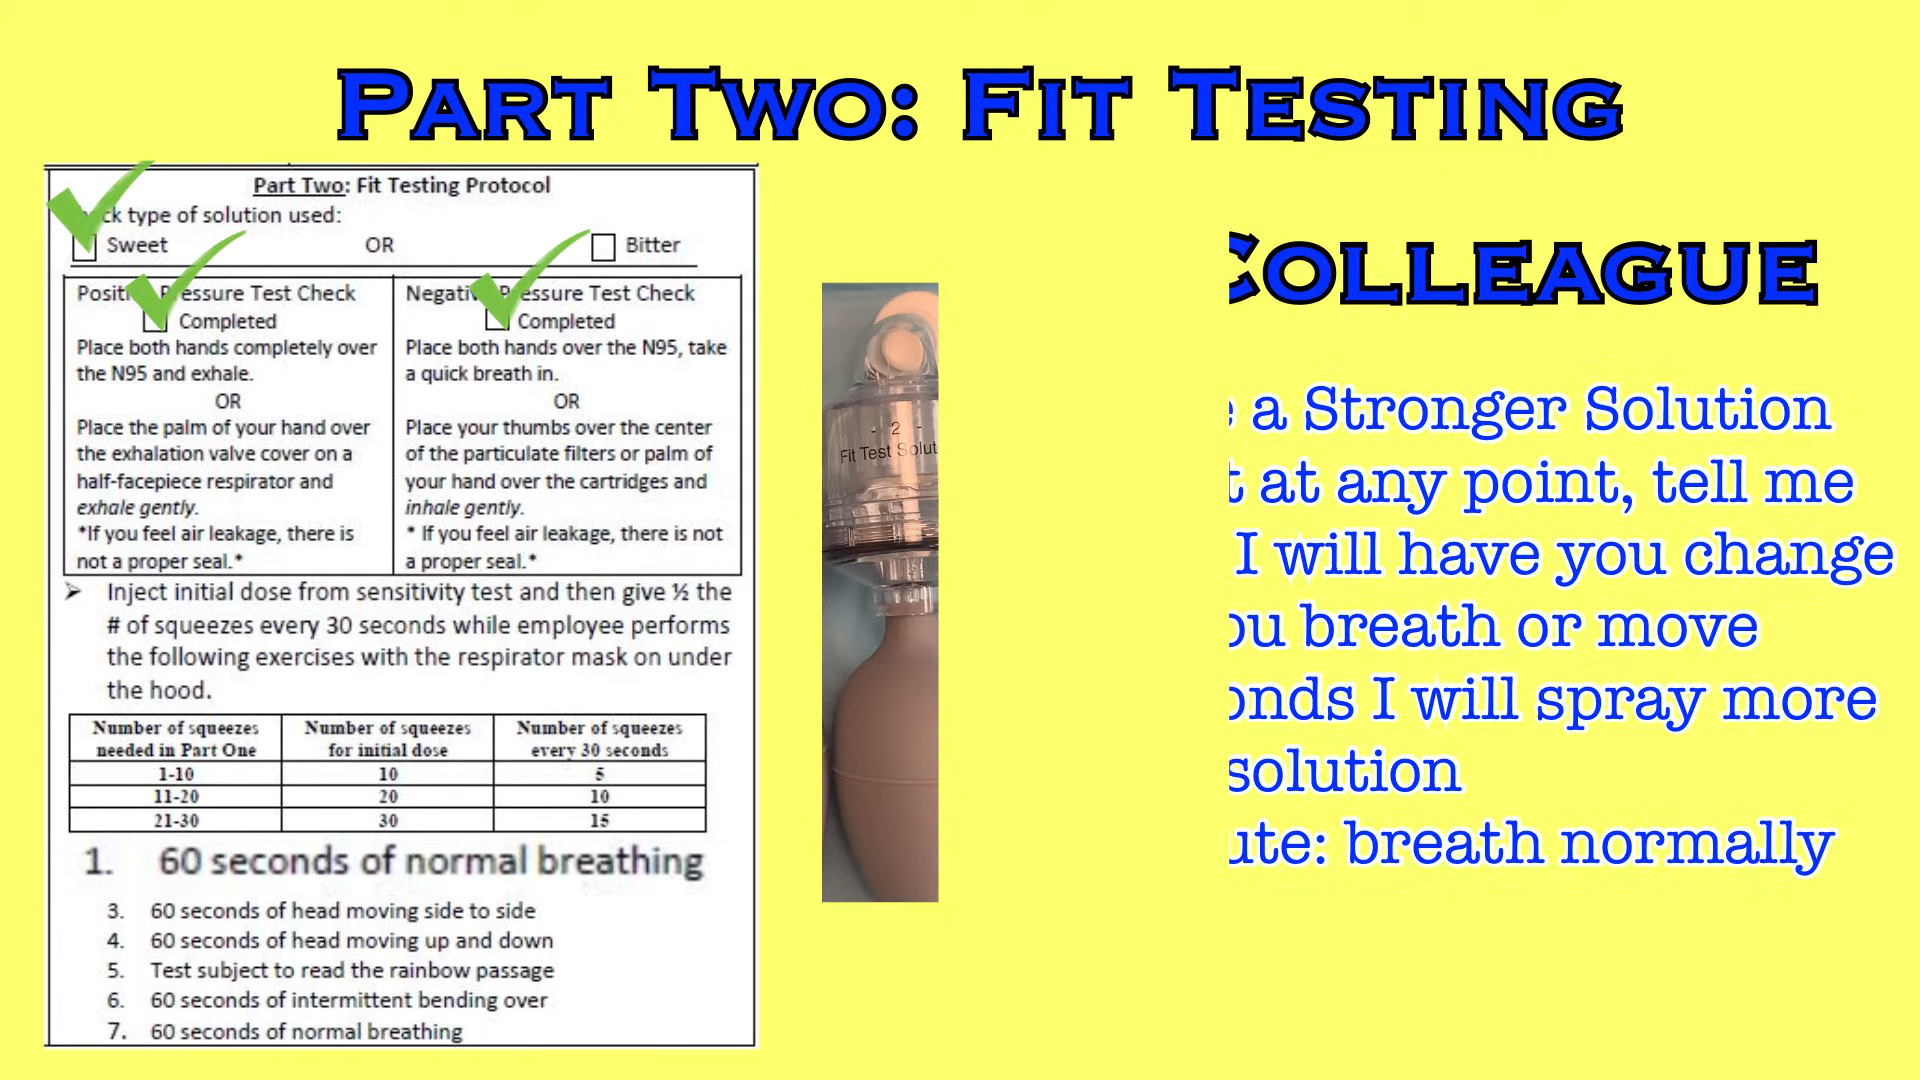 Part Two: Fit Testing
Part Two: Fit Testing Protocol
type of solution used:
Sweet OR Bitter
Pressure Test Check
Completed
Place both hands completely over
the N95 and exhale.
OR
Place the palm of your hand over
the exhalation valve cover on a
half-facepiece respirator and
exhale gently.
*If you feel air leakage, there is
not a proper seal.*
Pressure Test Check
Completed
Place both hands over the N95, take
a quick breath in.
OR
Place your thumbs over the center
of the particulate filters or palm of
your hand over the cartridges and
inhale gently.
* If you feel air leakage, there is not
a proper seal.*
➢ Inject initial dose from sensitivity test and then give ½ the
# of squeezes every 30 seconds while employee performs
the following exercises with the respirator mask on under
the hood.
Number of squeezes needed in Part One
Number of squeezes for initial dose
Number of squeezes every 30 seconds
1-10 10 5
11-20 20 10
21-30 30 15
1. 60 seconds of normal breathing
3. 60 seconds of head moving side to side
4. 60 seconds of head moving up and down
5. Test subject to read the rainbow passage
6. 60 seconds of intermittent bending over
7. 60 seconds of normal breathing
- 2 -
Fit Test Solut
Colleague
a Stronger Solution
at any point, tell me
I will have you change
breath or move
I will spray more
solution
breath normally